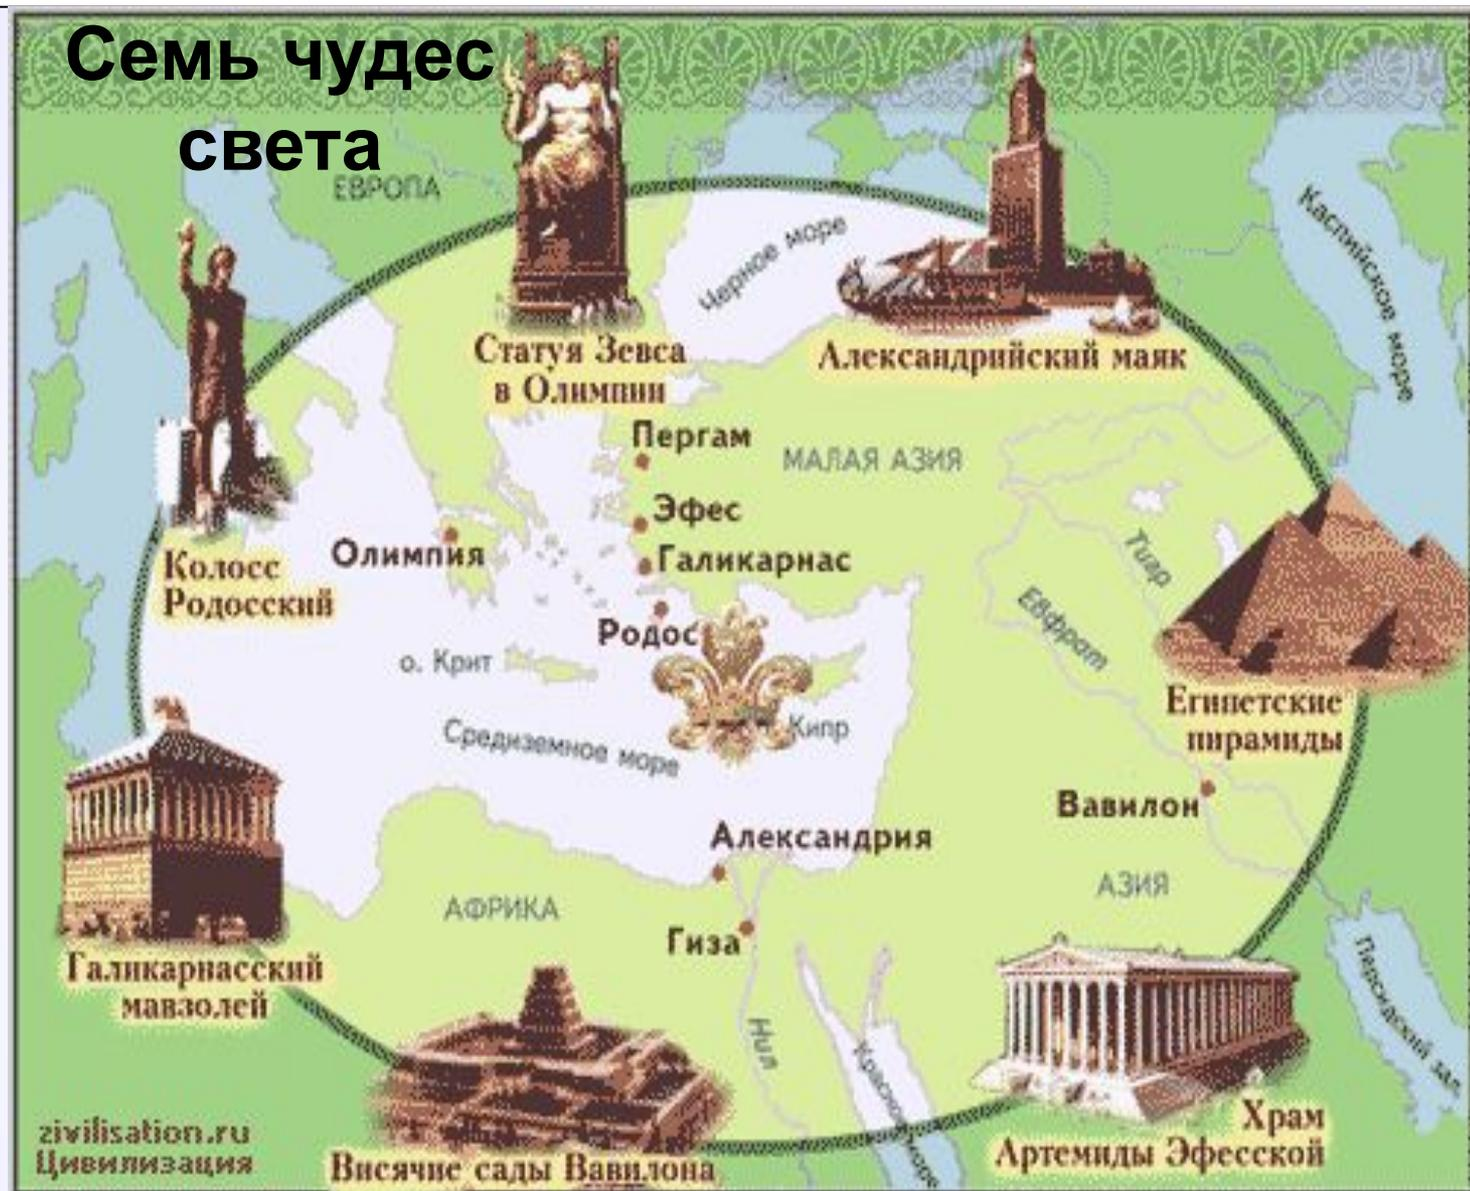 Семь чудес
света
ЕВРОПА
Черное море
Каспийское море
Статуя Зевса
в Олимпии
Александрийский маяк
Пергам
МАЛАЯ АЗИЯ
Эфес
Олимпия
Галикарнас
Колосс
Родосский
Тигр
Евфрат
Родос
о. Крит
Кипр
Средиземное море
Египетские
пирамиды
Вавилон
Александрия
АФРИКА
АЗИЯ
Гиза
Галикарнасский
мавзолей
Нил
Красное море
Персидский зал.
Храм
Артемиды Эфесской
Висячие сады Вавилона
zivilisation.ru
Цивилизация